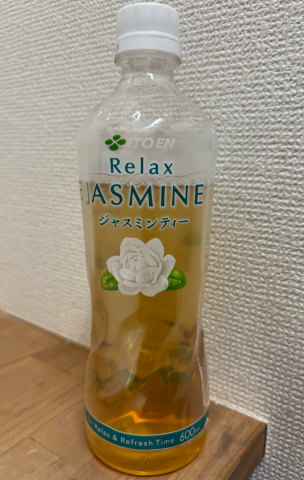 ITO EN
Relax
JASMINE
ジャスミンティー
Relax & Refresh Time 600ml